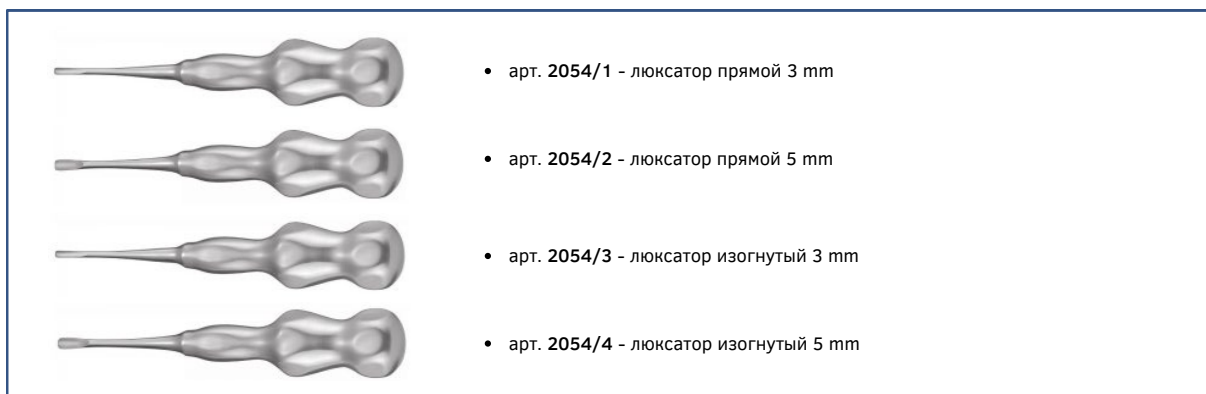 • арт. 2054/1 - люксатор прямой 3 mm
• арт. 2054/2 - люксатор прямой 5 mm
• арт. 2054/3 - люксатор изогнутый 3 mm
• арт. 2054/4 - люксатор изогнутый 5 mm